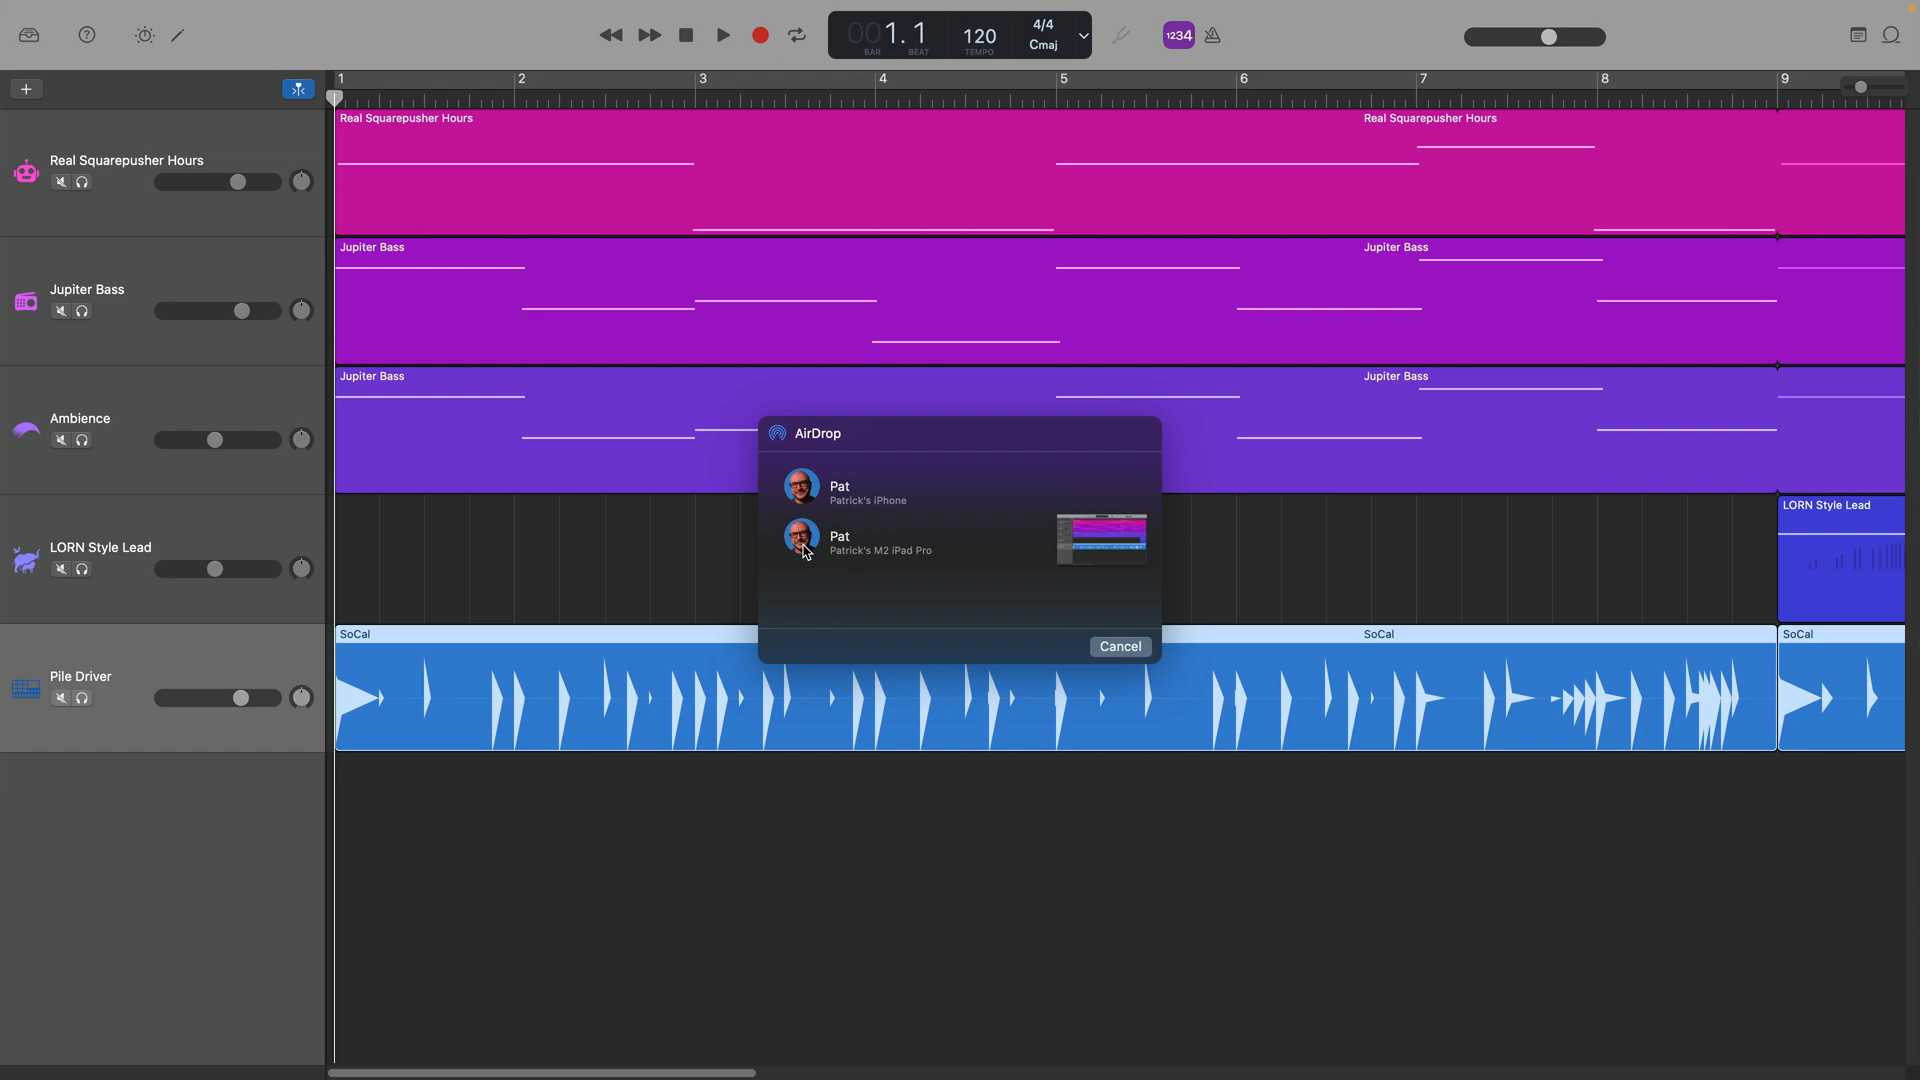 001. 1
BAR BEAT
120
TEMPO
4/4
Cmaj
1234
1 2 3 4 5 6 7 8 9
Real Squarepusher Hours
Real Squarepusher Hours
Real Squarepusher Hours
Jupiter Bass
Jupiter Bass
Jupiter Bass
Jupiter Bass
Jupiter Bass
Ambience
AirDrop
Pat
Patrick's iPhone
Pat
Patrick's M2 iPad Pro
Cancel
LORN Style Lead
LORN Style Lead
SoCal
SoCal
SoCal
Pile Driver